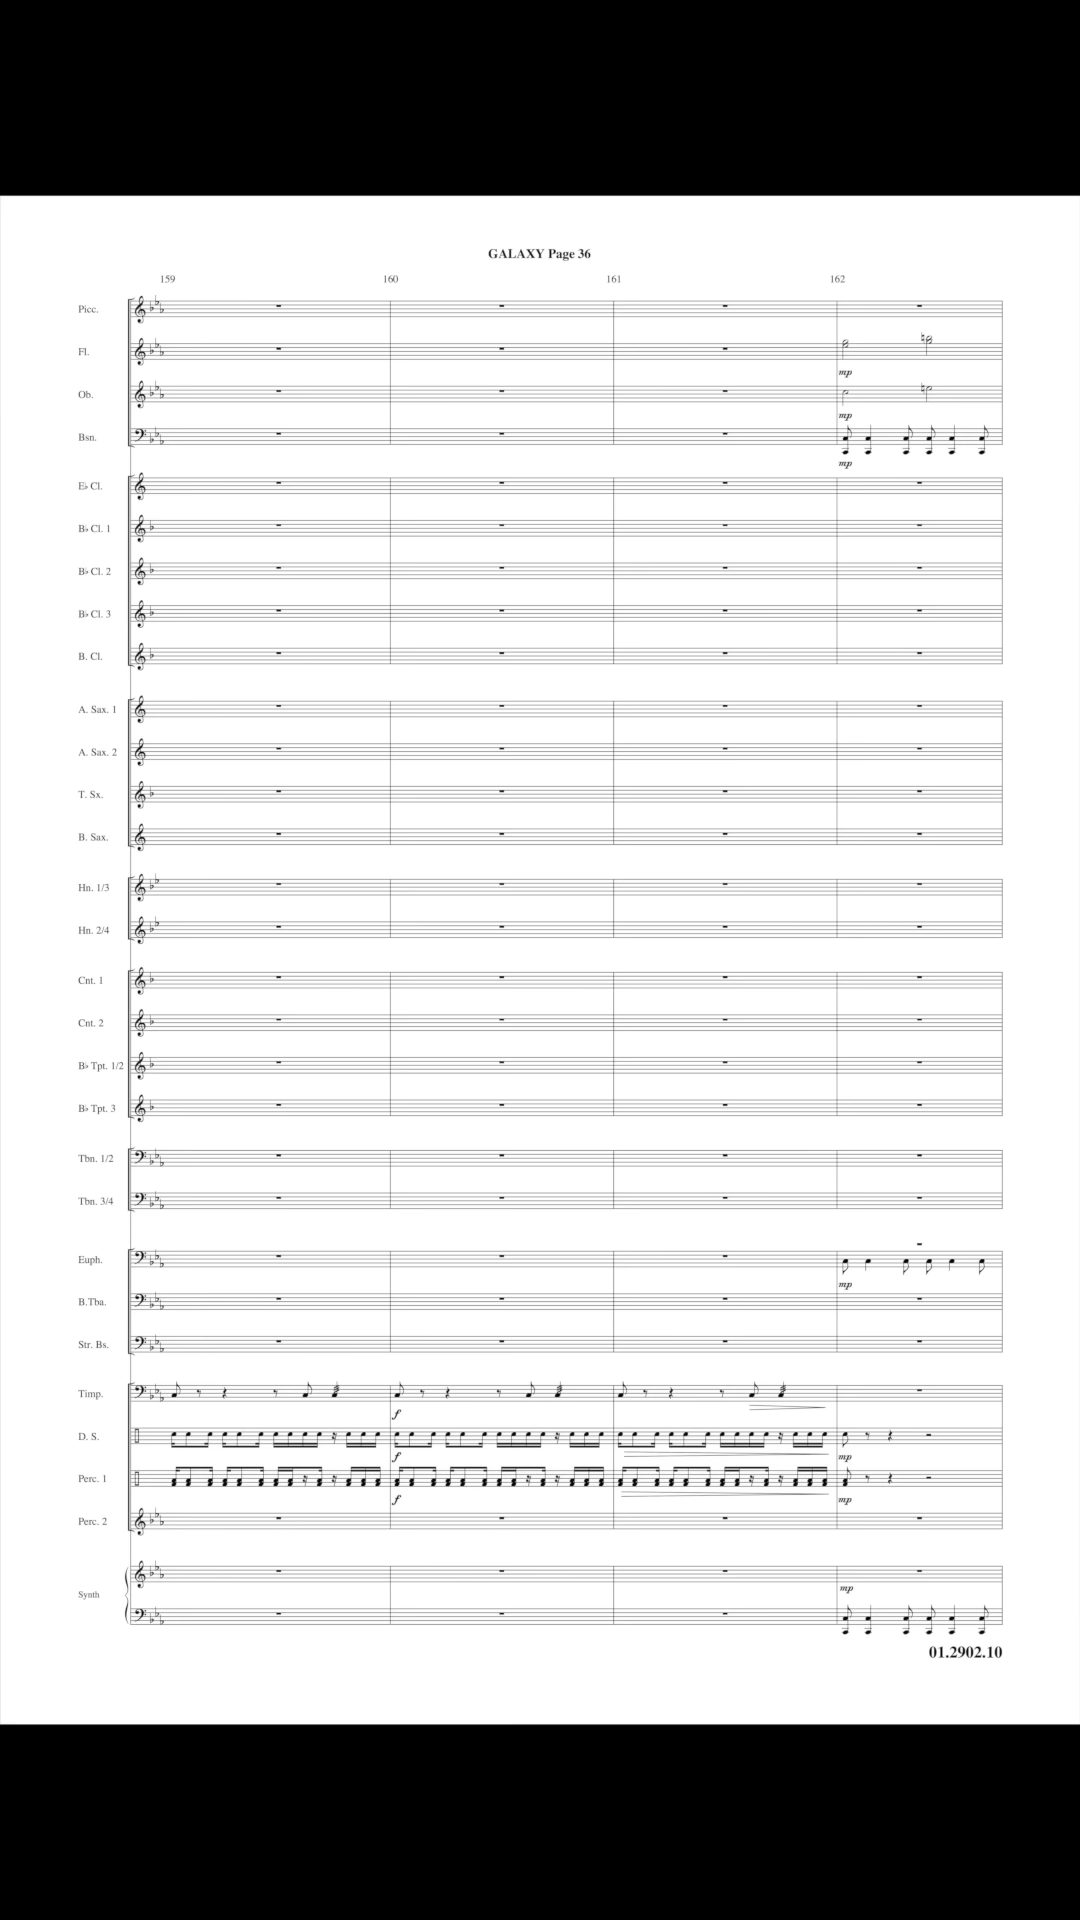 GALAXY Page 36
159 160 161 162
Picc.
Fl.
mp
Ob.
mp
Bsn.
mp
E♭ Cl.
B♭ Cl. 1
B♭ Cl. 2
B♭ Cl. 3
B. Cl.
A. Sax. 1
A. Sax. 2
T. Sx.
B. Sax.
Hn. 1/3
Hn. 2/4
Cnt. 1
Cnt. 2
B♭ Tpt. 1/2
B♭ Tpt. 3
Tbn. 1/2
Tbn. 3/4
Euph.
mp
B.Tba.
Str. Bs.
Timp.
f
D. S.
f mp
Perc. 1
f mp
Perc. 2
mp
Synth
01.2902.10